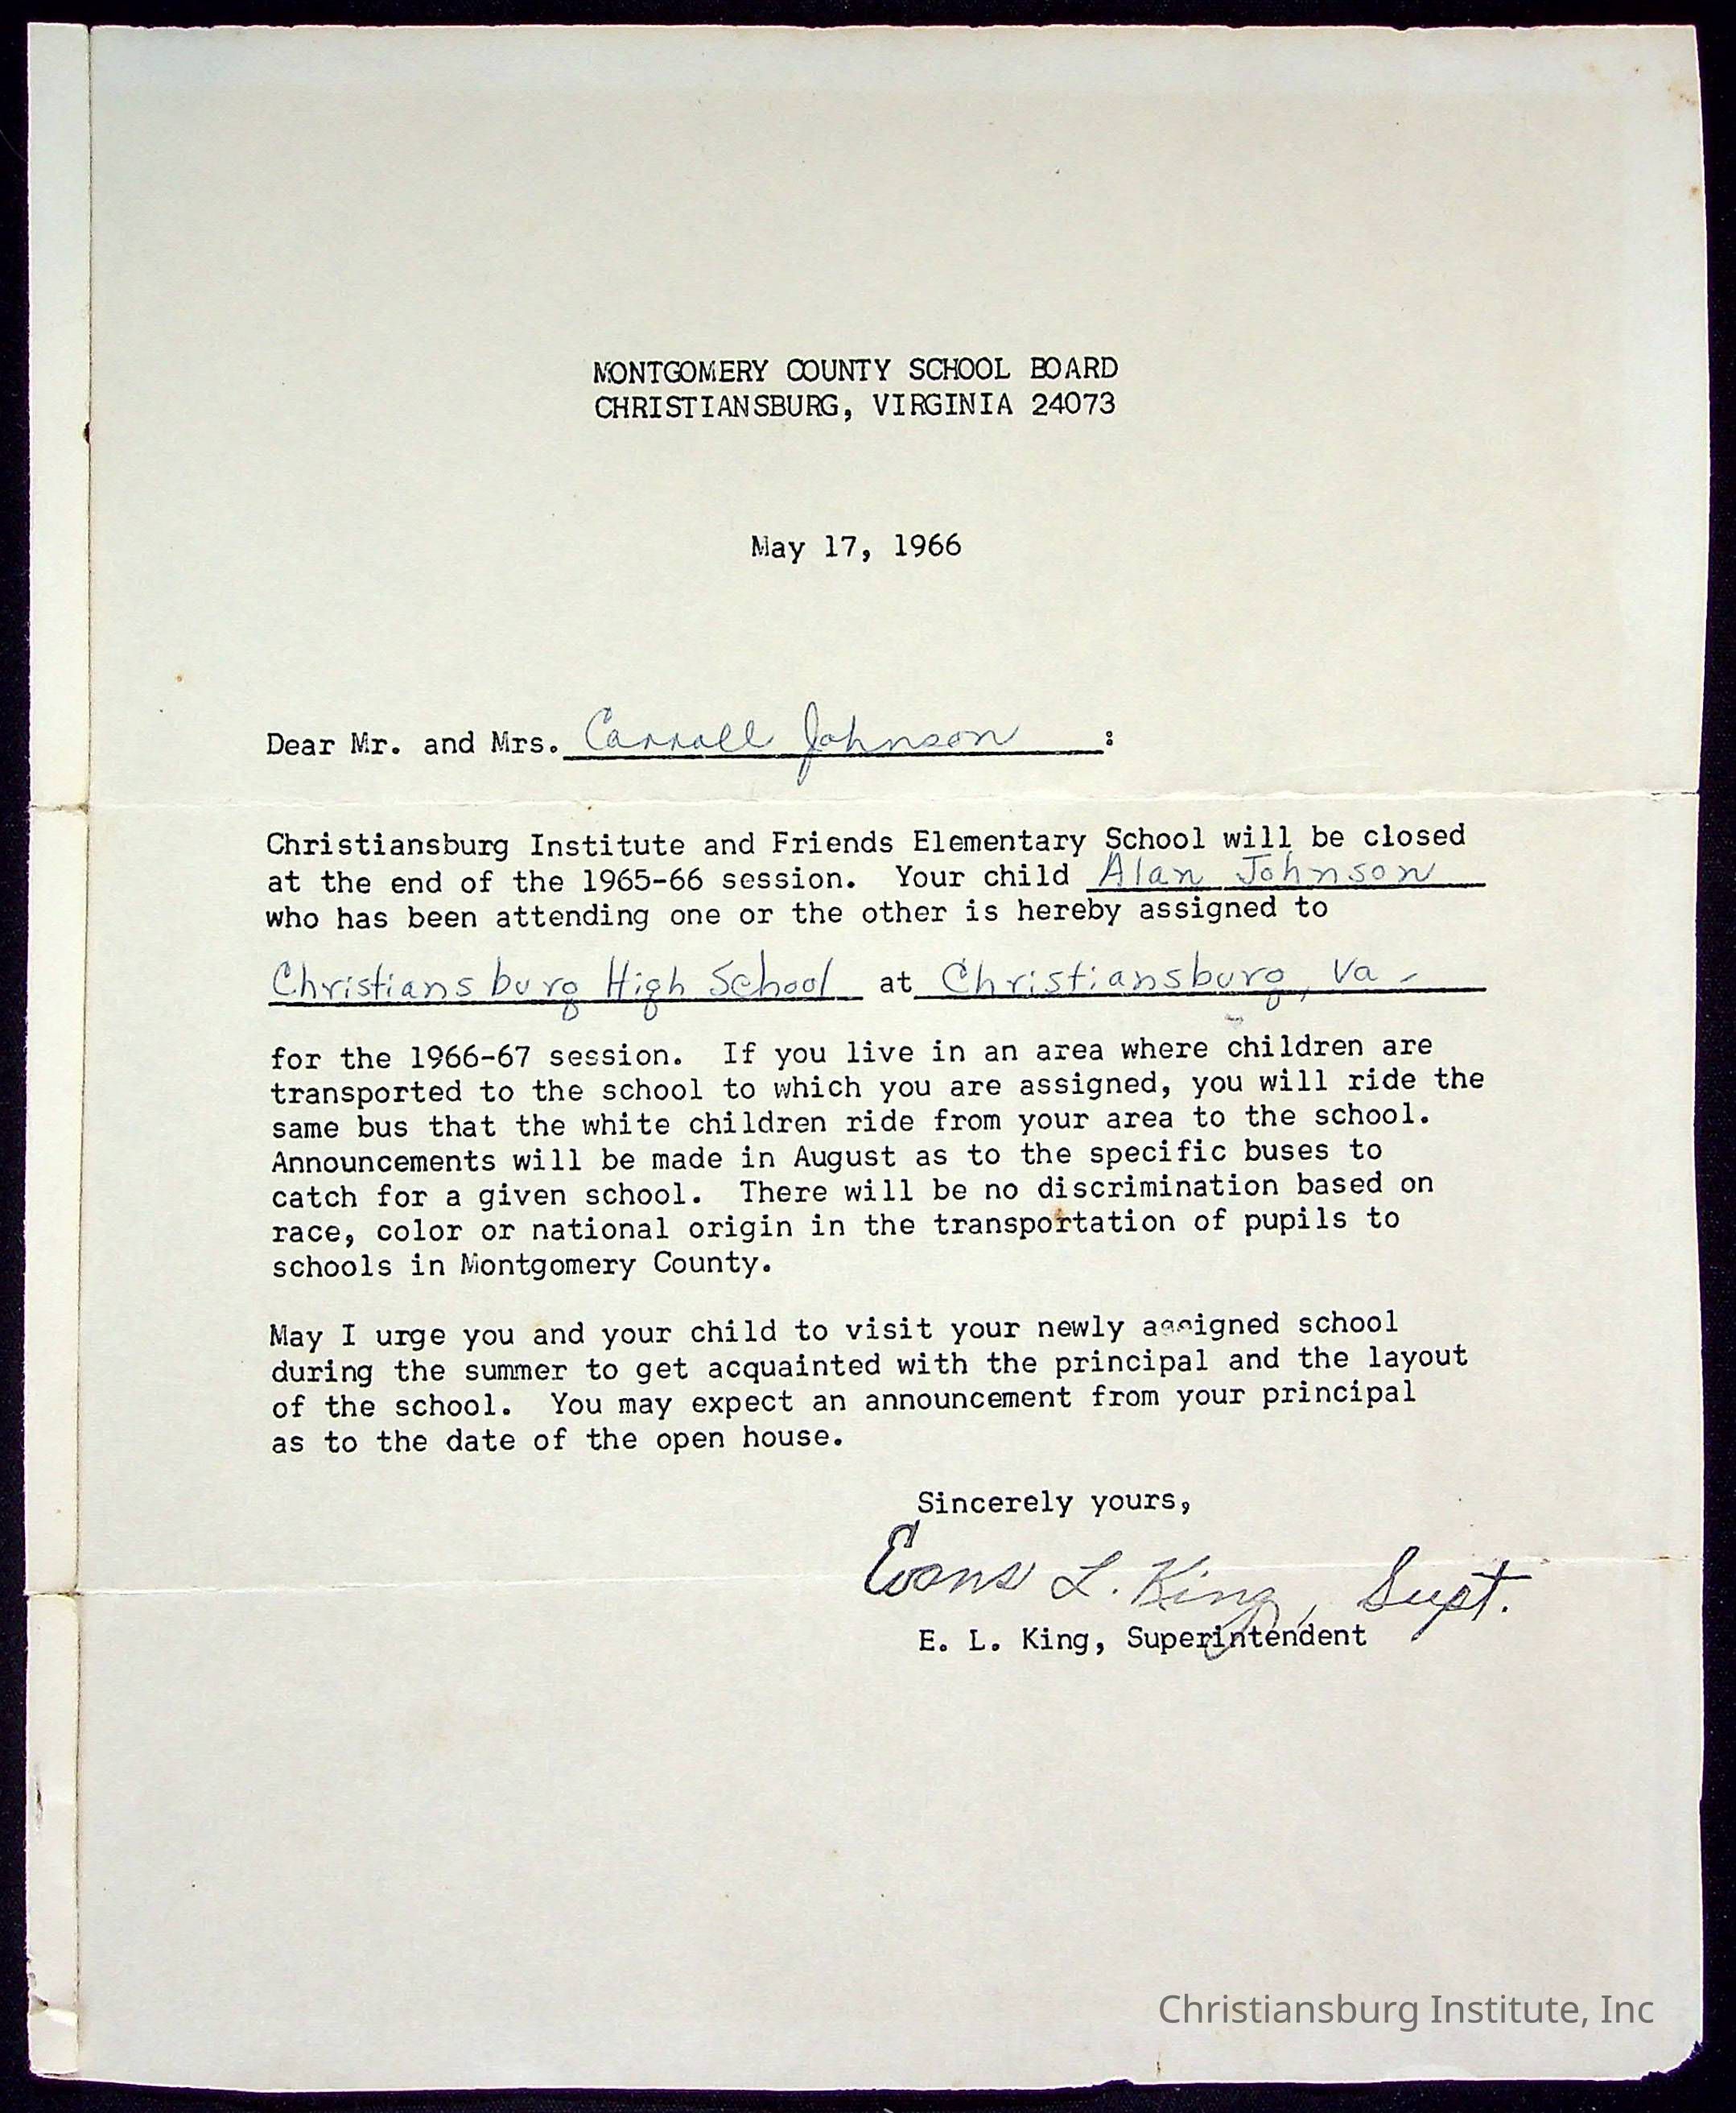 MONTGOMERY COUNTY SCHOOL BOARD
CHRISTIANSBURG, VIRGINIA 24073
May 17, 1966
Dear Mr. and Mrs. Carroll Johnson :
Christiansburg Institute and Friends Elementary School will be closed
at the end of the 1965-66 session. Your child Alan Johnson
who has been attending one or the other is hereby assigned to
Christiansburg High School at Christiansburg, Va.
for the 1966-67 session. If you live in an area where children are
transported to the school to which you are assigned, you will ride the
same bus that the white children ride from your area to the school.
Announcements will be made in August as to the specific buses to
catch for a given school. There will be no discrimination based on
race, color or national origin in the transportation of pupils to
schools in Montgomery County.
May I urge you and your child to visit your newly assigned school
during the summer to get acquainted with the principal and the layout
of the school. You may expect an announcement from your principal
as to the date of the open house.
Sincerely yours,
Evans L. King, Supt.
E. L. King, Superintendent
Christiansburg Institute, Inc